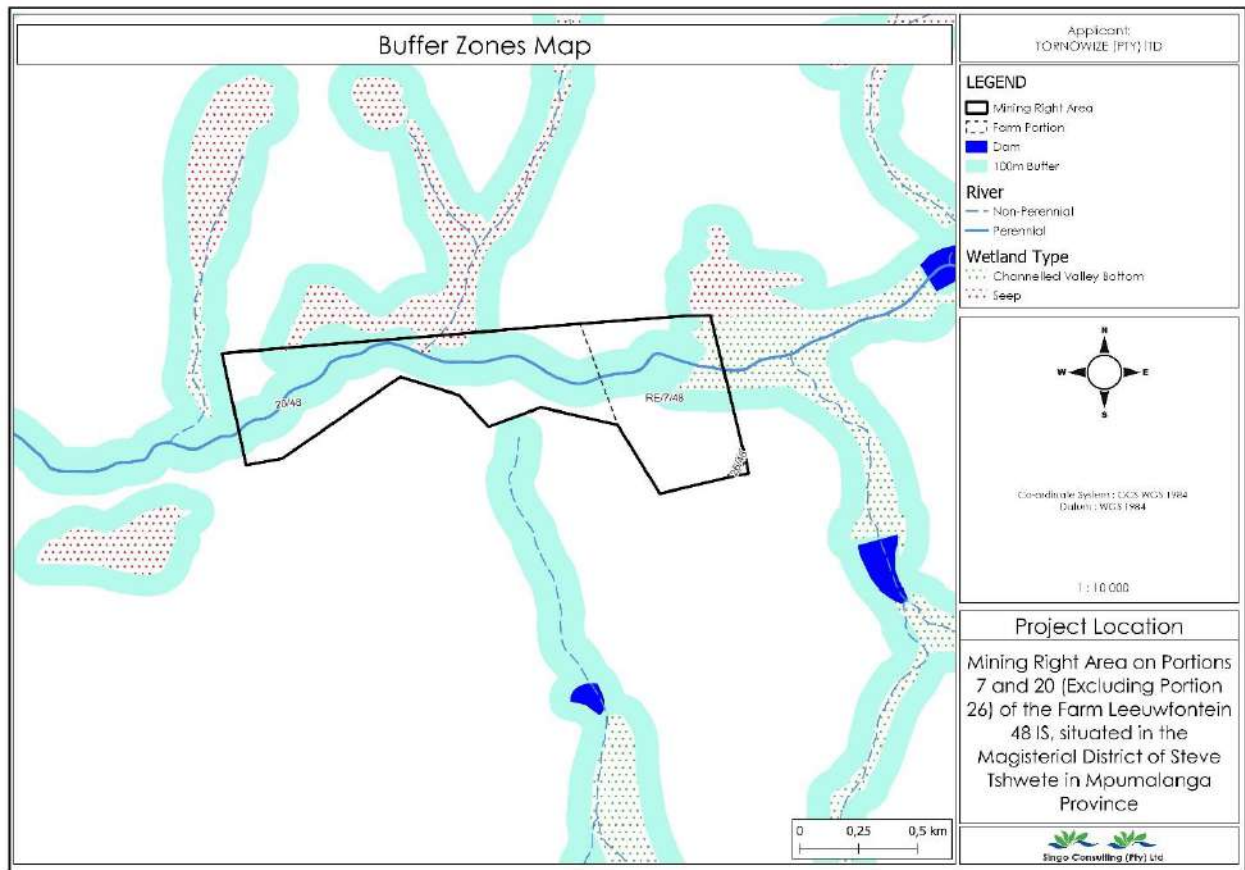 Buffer Zones Map
Applicant:
TORNOWIZE (PTY) lTD
LEGEND
Mining Right Area
Farm Portion
Dam
100m Buffer
River
Non-Perennial
Perennial
Wetland Type
Channelled Valley Bottom
Seep
N
W
E
S
Co-ordinate System : GCS WGS 1984
Datum : WGS 1984
1 : 10 000
Project Location
Mining Right Area on Portions
7 and 20 (Excluding Portion
26) of the Farm Leeuwfontein
48 IS, situated in the
Magisterial District of Steve
Tshwete in Mpumalanga
Province
Singo Consulting (Pty) Ltd
20/48
RE/7/48
0 0,25 0,5 km